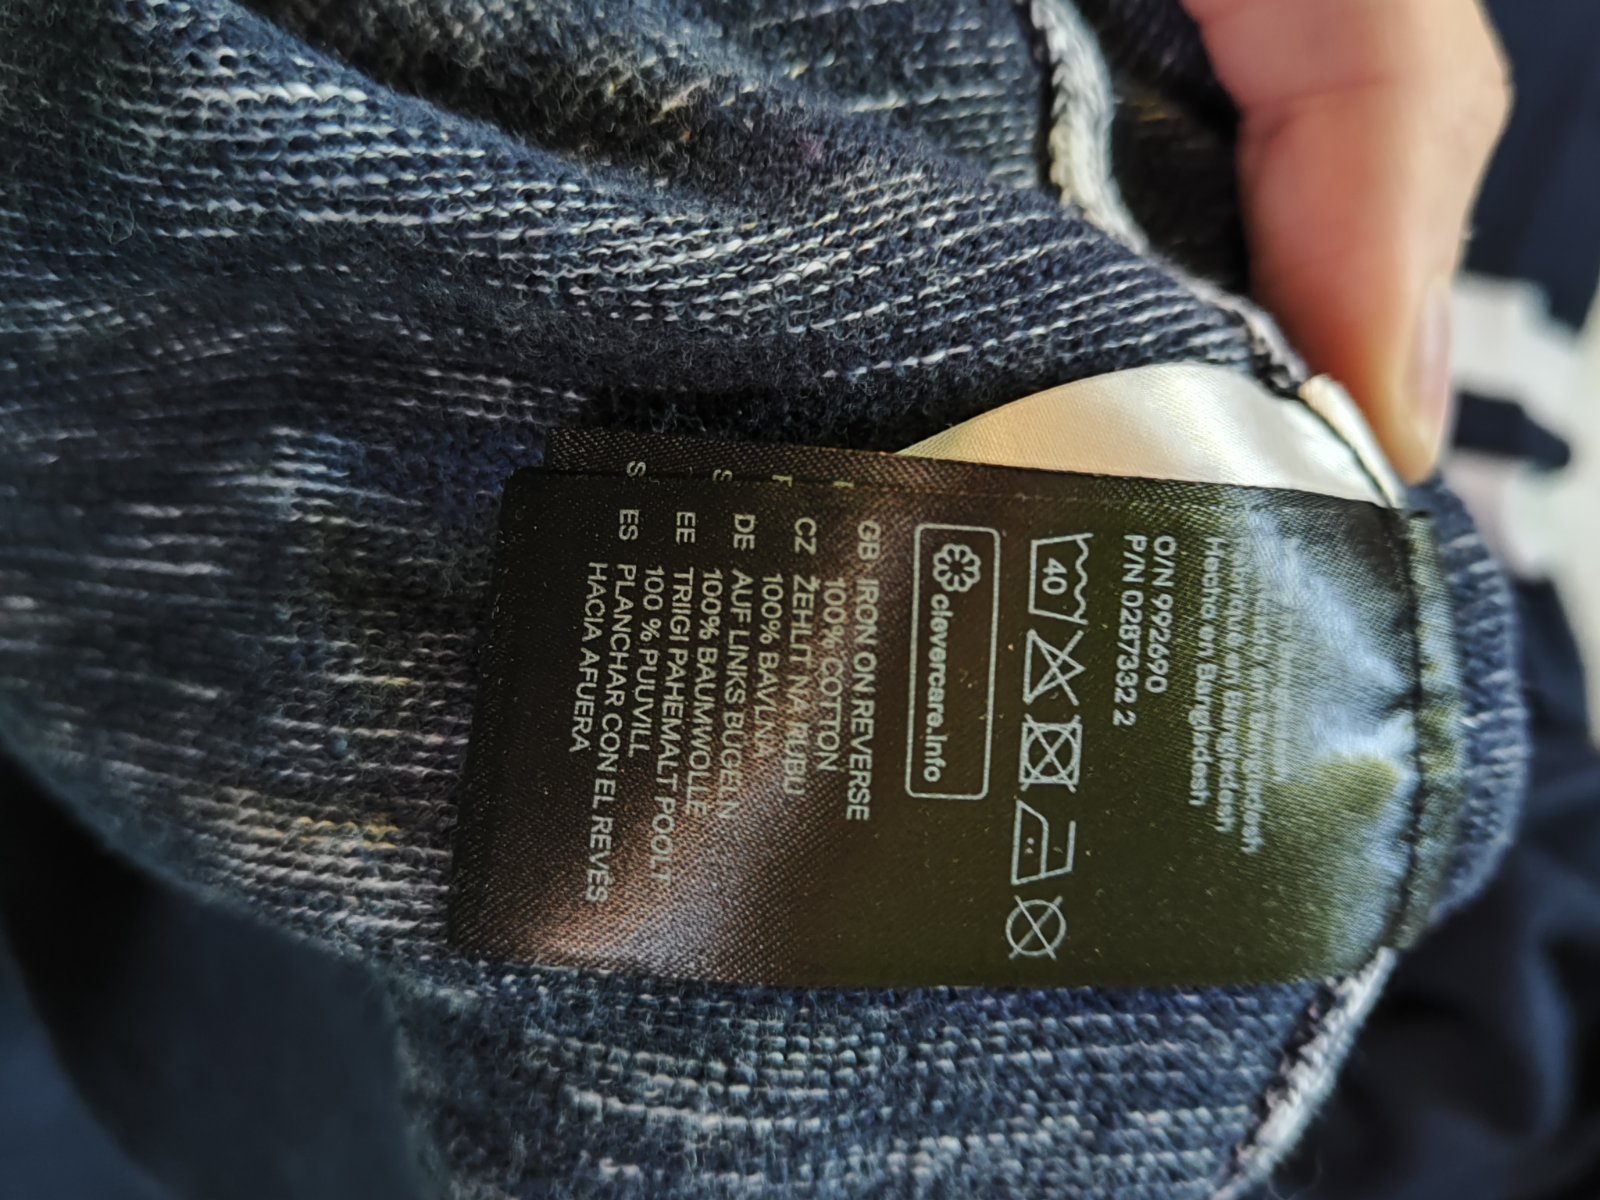 Hecho en Bangladesh
O/N 992690
P/N 0287332 2
40
clevercare.info
GB IRON ON REVERSE
100% COTTON
CZ ŽEHLIT NA RUBU
100% BAVLNA
DE AUF LINKS BÜGELN
100% BAUMWOLLE
EE TRIIGI PAHEMALT POOLT
100 % PUUVILL
ES PLANCHAR CON EL REVÉS
HACIA AFUERA